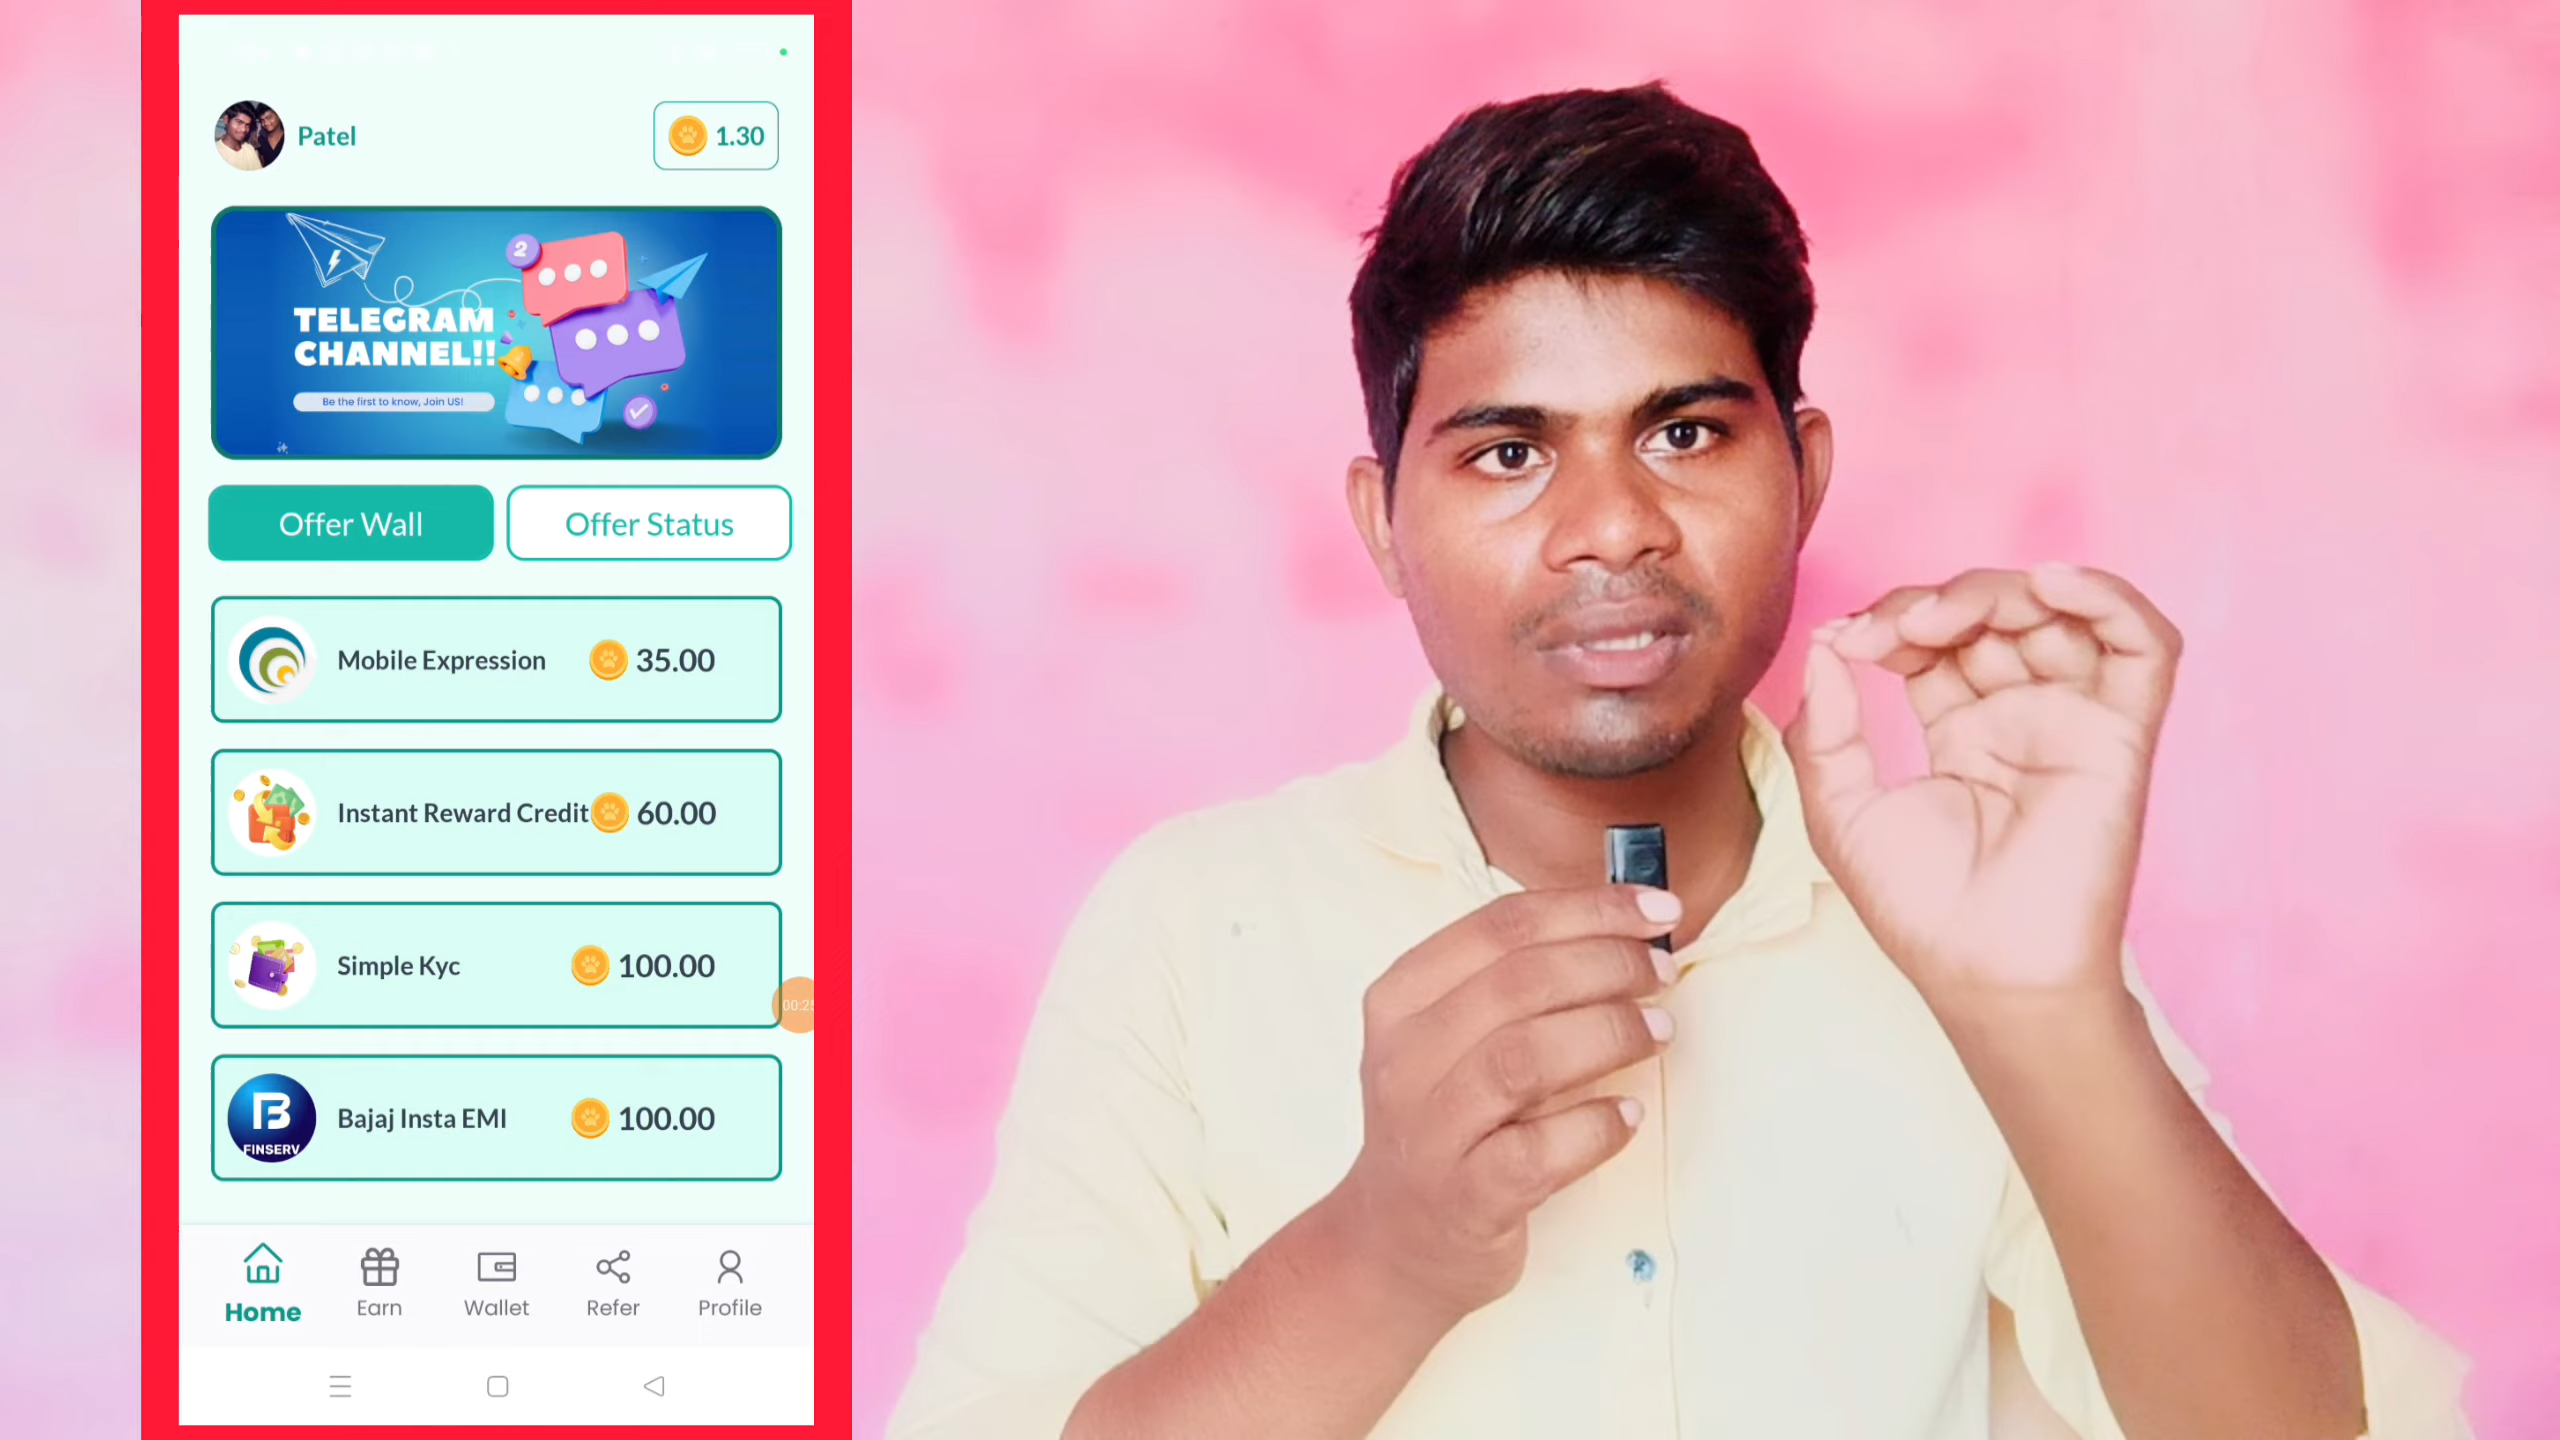 Patel
1.30
2
TELEGRAM
CHANNEL!!
Be the first to know, Join US!
Offer Wall
Offer Status
Mobile Expression
35.00
Instant Reward Credit
60.00
Simple Kyc
100.00
00:25
Bajaj Insta EMI
100.00
FINSERV
Home
Earn
Wallet
Refer
Profile